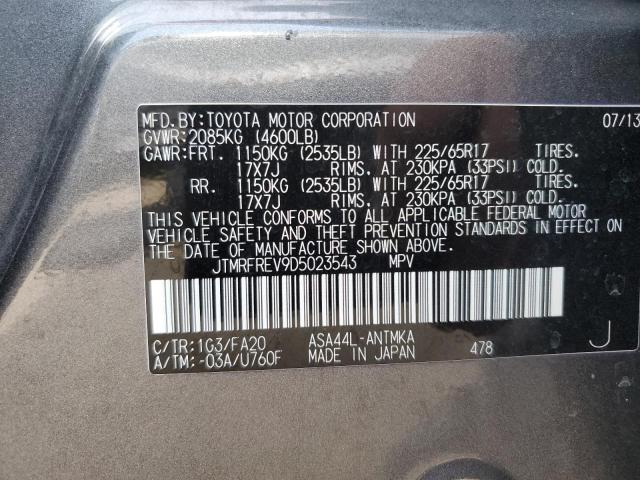 MFD.BY:TOYOTA MOTOR CORPORATION 07/13
GVWR:2085KG (4600LB)
GAWR:FRT. 1150KG (2535LB) WITH 225/65R17 TIRES.
17X7J RIMS. AT 230KPA (33PSI) COLD.
RR. 1150KG (2535LB) WITH 225/65R17 TIRES.
17X7J RIMS. AT 230KPA (33PSI) COLD.
THIS VEHICLE CONFORMS TO ALL APPLICABLE FEDERAL MOTOR
VEHICLE SAFETY AND THEFT PREVENTION STANDARDS IN EFFECT
ON THE DATE OF MANUFACTURE SHOWN ABOVE.
JTMRFREV9D5023543 MPV
C/TR:1G3/FA20 ASA44L-ANTMKA J
A/TM:-03A/U760F MADE IN JAPAN 478